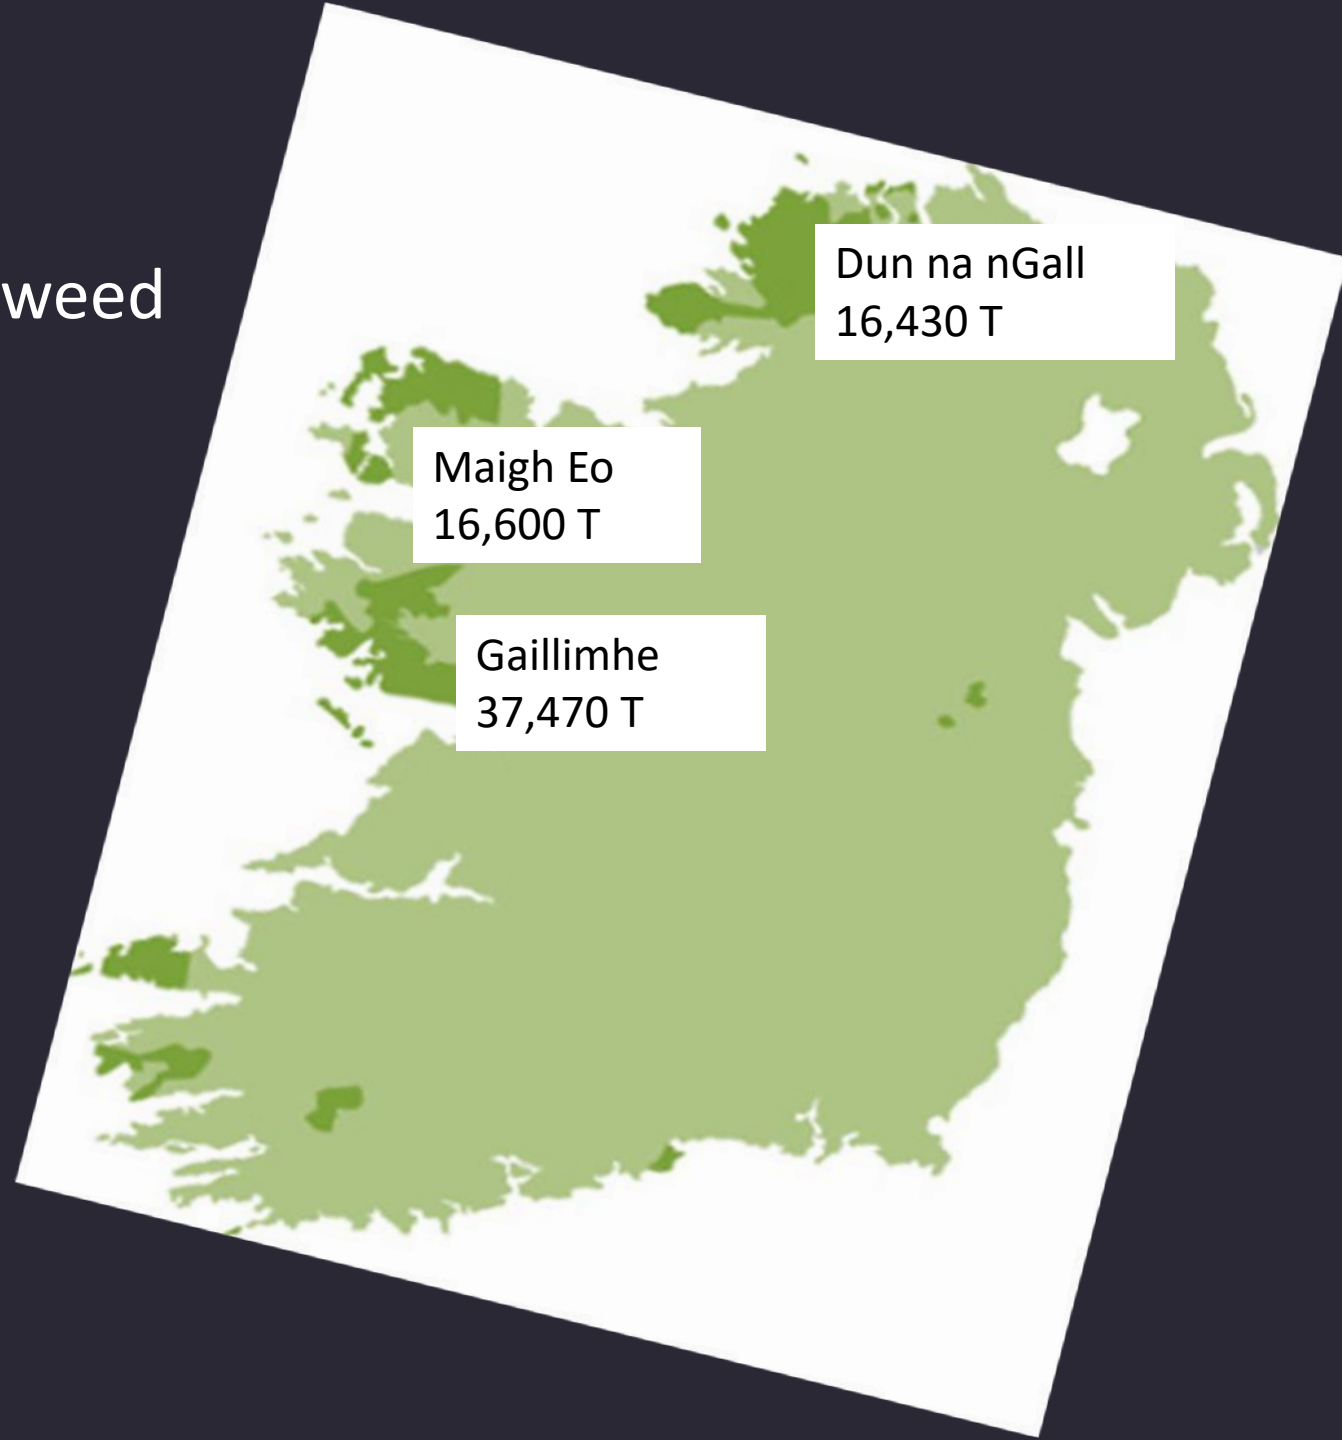 weed
Dun na nGall
16,430 T
Maigh Eo
16,600 T
Gaillimhe
37,470 T